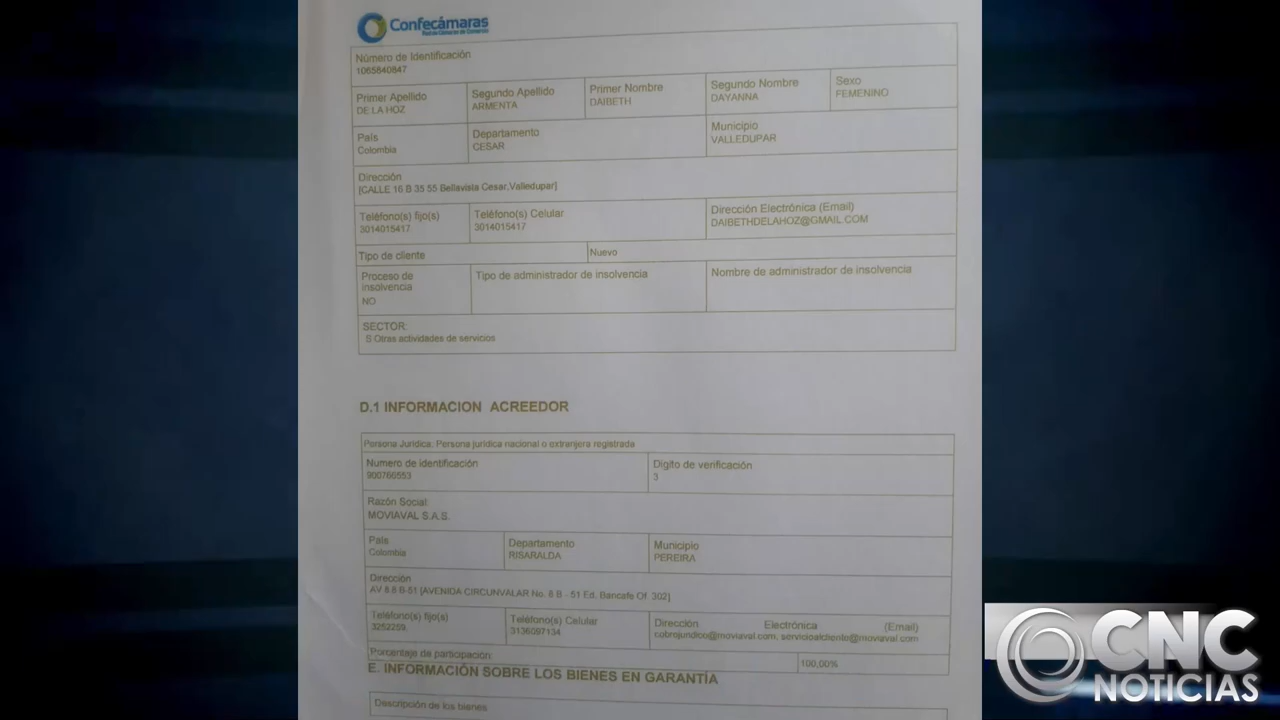 Confecámaras
Red de Cámaras de Comercio
Número de Identificación
1065840847
Primer Apellido
DE LA HOZ
Segundo Apellido
ARMENTA
Primer Nombre
DAIBETH
Segundo Nombre
DAYANNA
Sexo
FEMENINO
País
Colombia
Departamento
CESAR
Municipio
VALLEDUPAR
Dirección
[CALLE 16 B 35 55 Bellavista Cesar,Valledupar]
Teléfono(s) fijo(s)
3014015417
Teléfono(s) Celular
3014015417
Dirección Electrónica (Email)
DAIBETHDELAHOZ@GMAIL.COM
Tipo de cliente
Nuevo
Proceso de
insolvencia
NO
Tipo de administrador de insolvencia
Nombre de administrador de insolvencia
SECTOR:
S Otras actividades de servicios
D.1 INFORMACION ACREEDOR
Persona Jurídica: Persona jurídica nacional o extranjera registrada
Numero de identificación
900766553
Digito de verificación
3
Razón Social:
MOVIAVAL S.A.S.
País
Colombia
Departamento
RISARALDA
Municipio
PEREIRA
Dirección
AV 8 8 B-51 [AVENIDA CIRCUNVALAR No. 8 B - 51 Ed. Bancafe Of. 302]
Teléfono(s) fijo(s)
3252259,
Teléfono(s) Celular
3136097134
Dirección Electrónica (Email)
cobrojuridico@moviaval.com, servicioalcliente@moviaval.com
Porcentaje de participación:
100,00%
E. INFORMACIÓN SOBRE LOS BIENES EN GARANTÍA
Descripción de los bienes
CNC
NOTICIAS